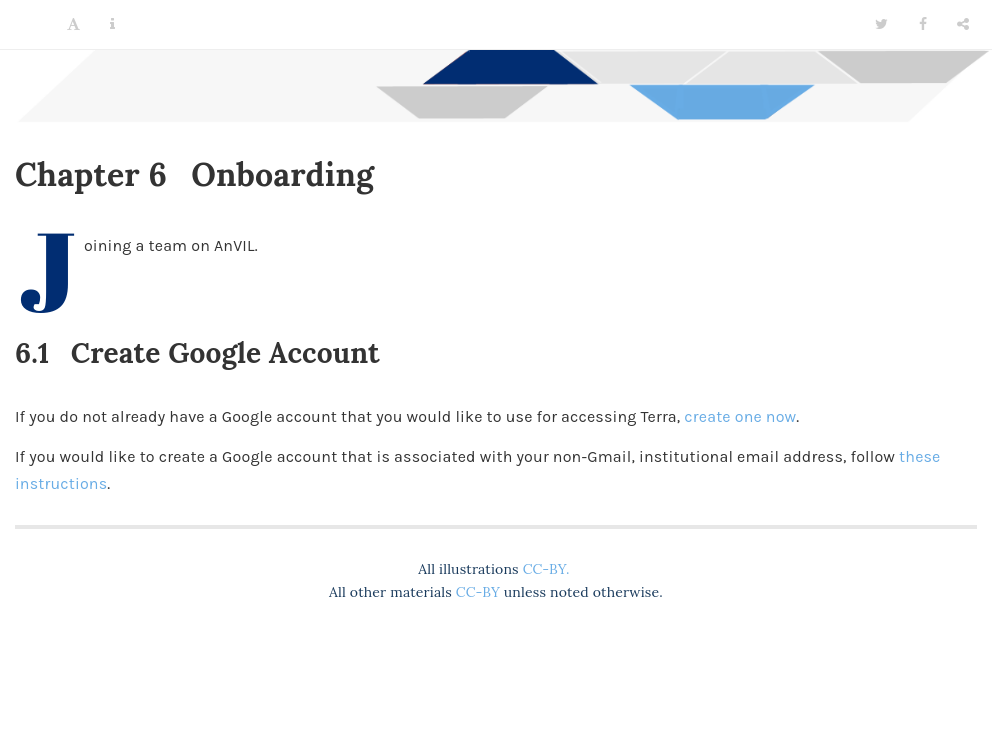 Chapter 6 Onboarding
Joining a team on AnVIL.
6.1 Create Google Account
If you do not already have a Google account that you would like to use for accessing Terra, create one now.
If you would like to create a Google account that is associated with your non-Gmail, institutional email address, follow these
instructions.
All illustrations CC-BY.
All other materials CC-BY unless noted otherwise.